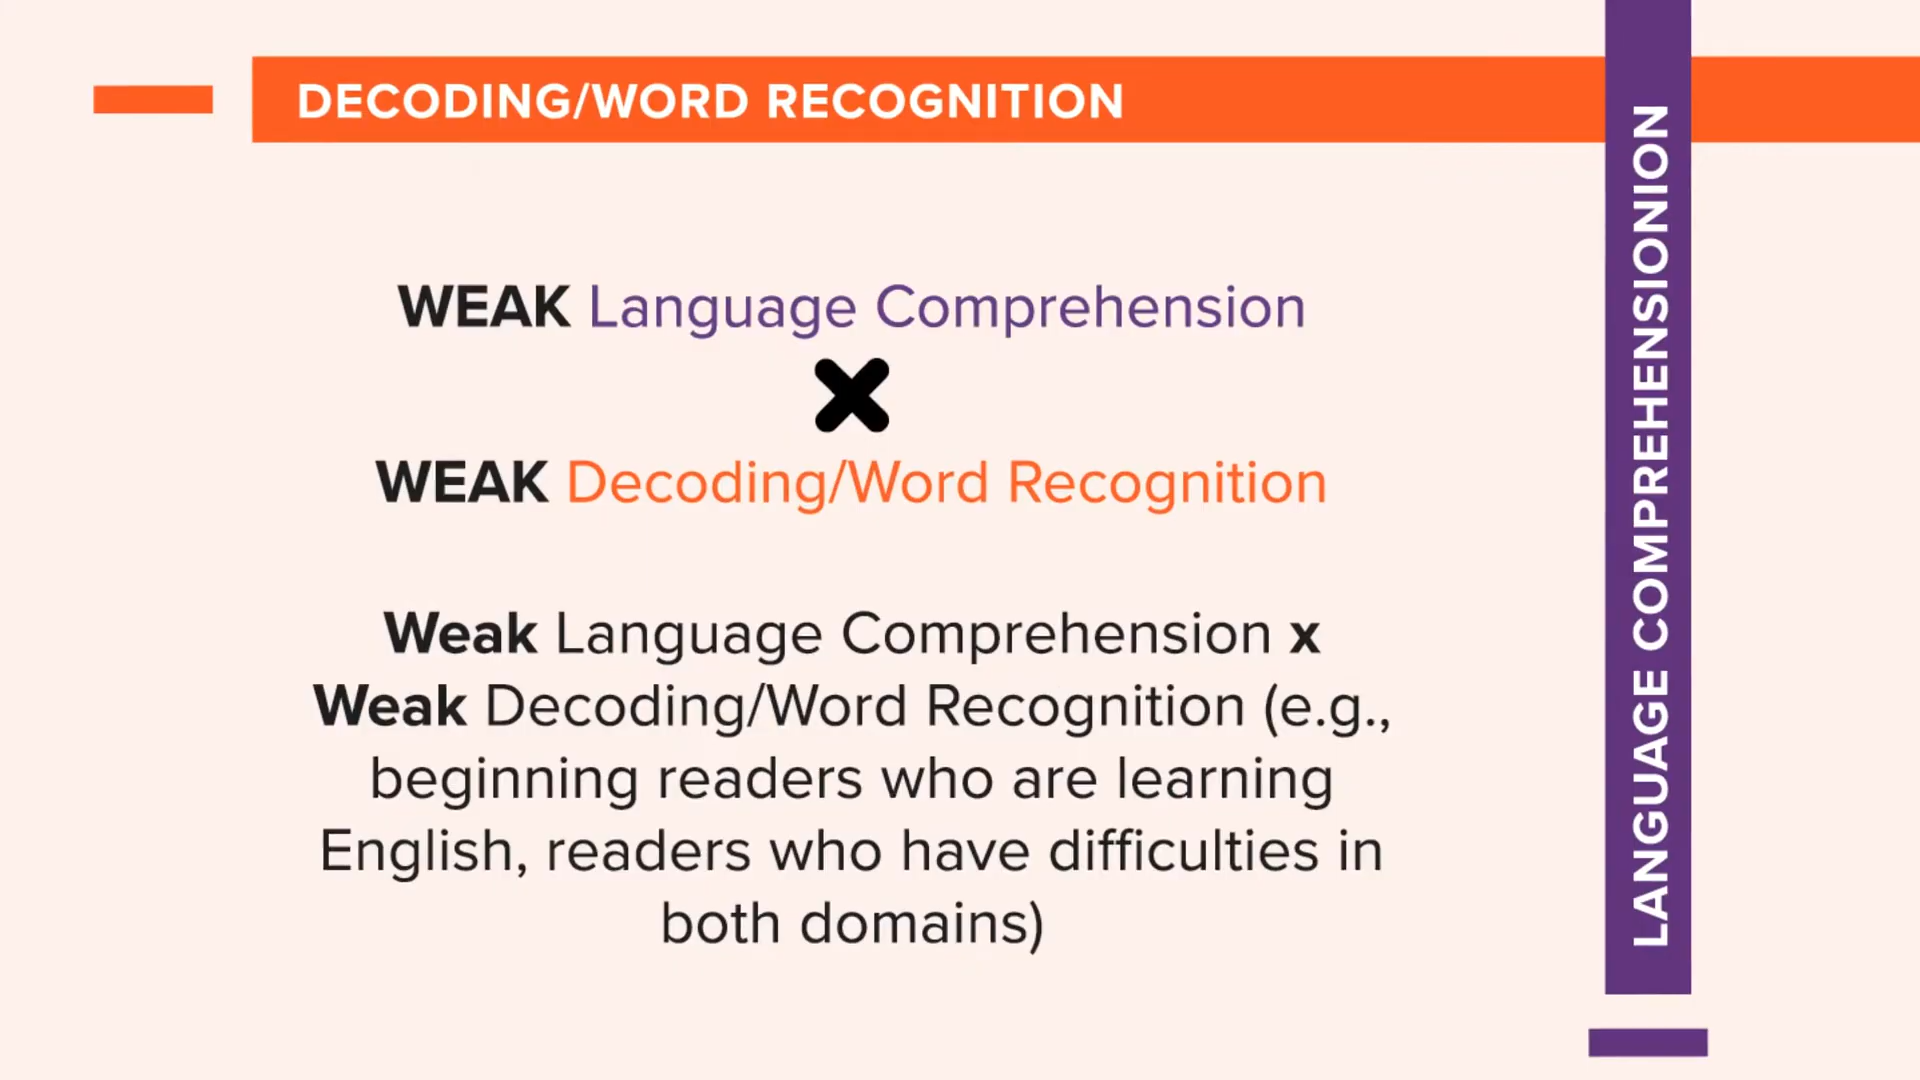 DECODING/WORD RECOGNITION
WEAK Language Comprehension
WEAK Decoding/Word Recognition
Weak Language Comprehension x
Weak Decoding/Word Recognition (e.g.,
beginning readers who are learning
English, readers who have difficulties in
both domains)
LANGUAGE COMPREHENSIONION